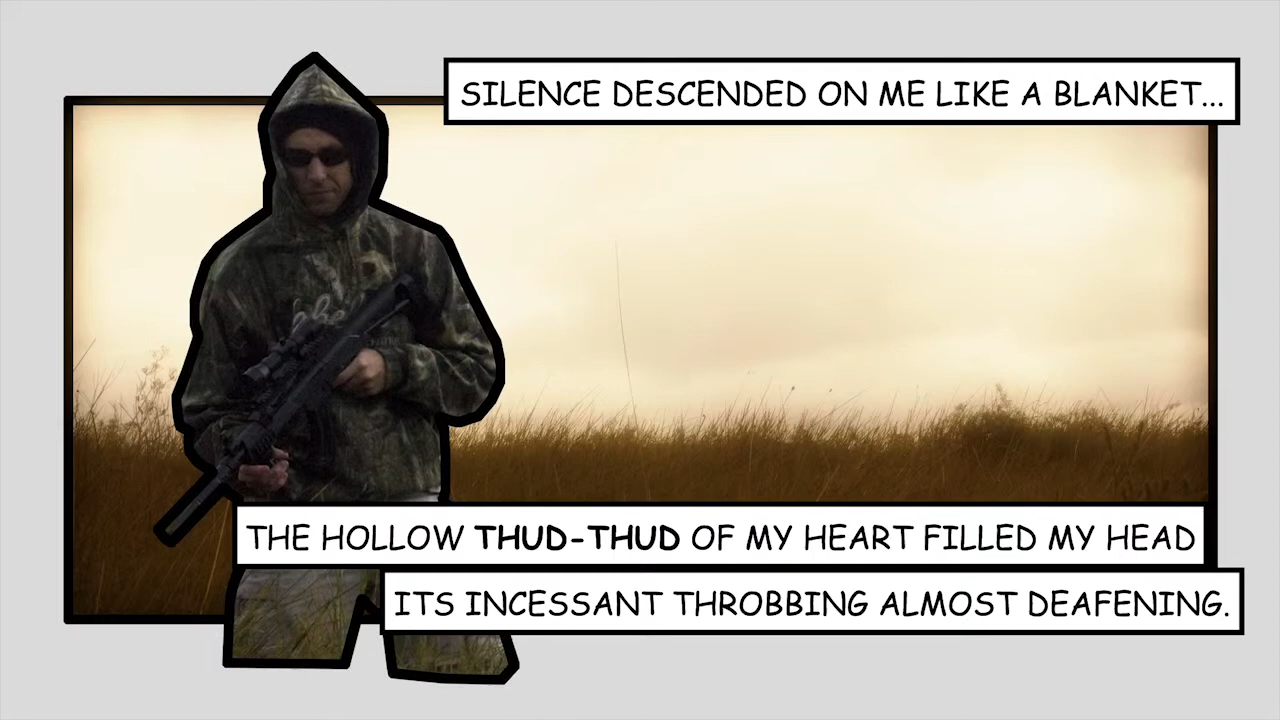 SILENCE DESCENDED ON ME LIKE A BLANKET...
THE HOLLOW THUD-THUD OF MY HEART FILLED MY HEAD
ITS INCESSANT THROBBING ALMOST DEAFENING.